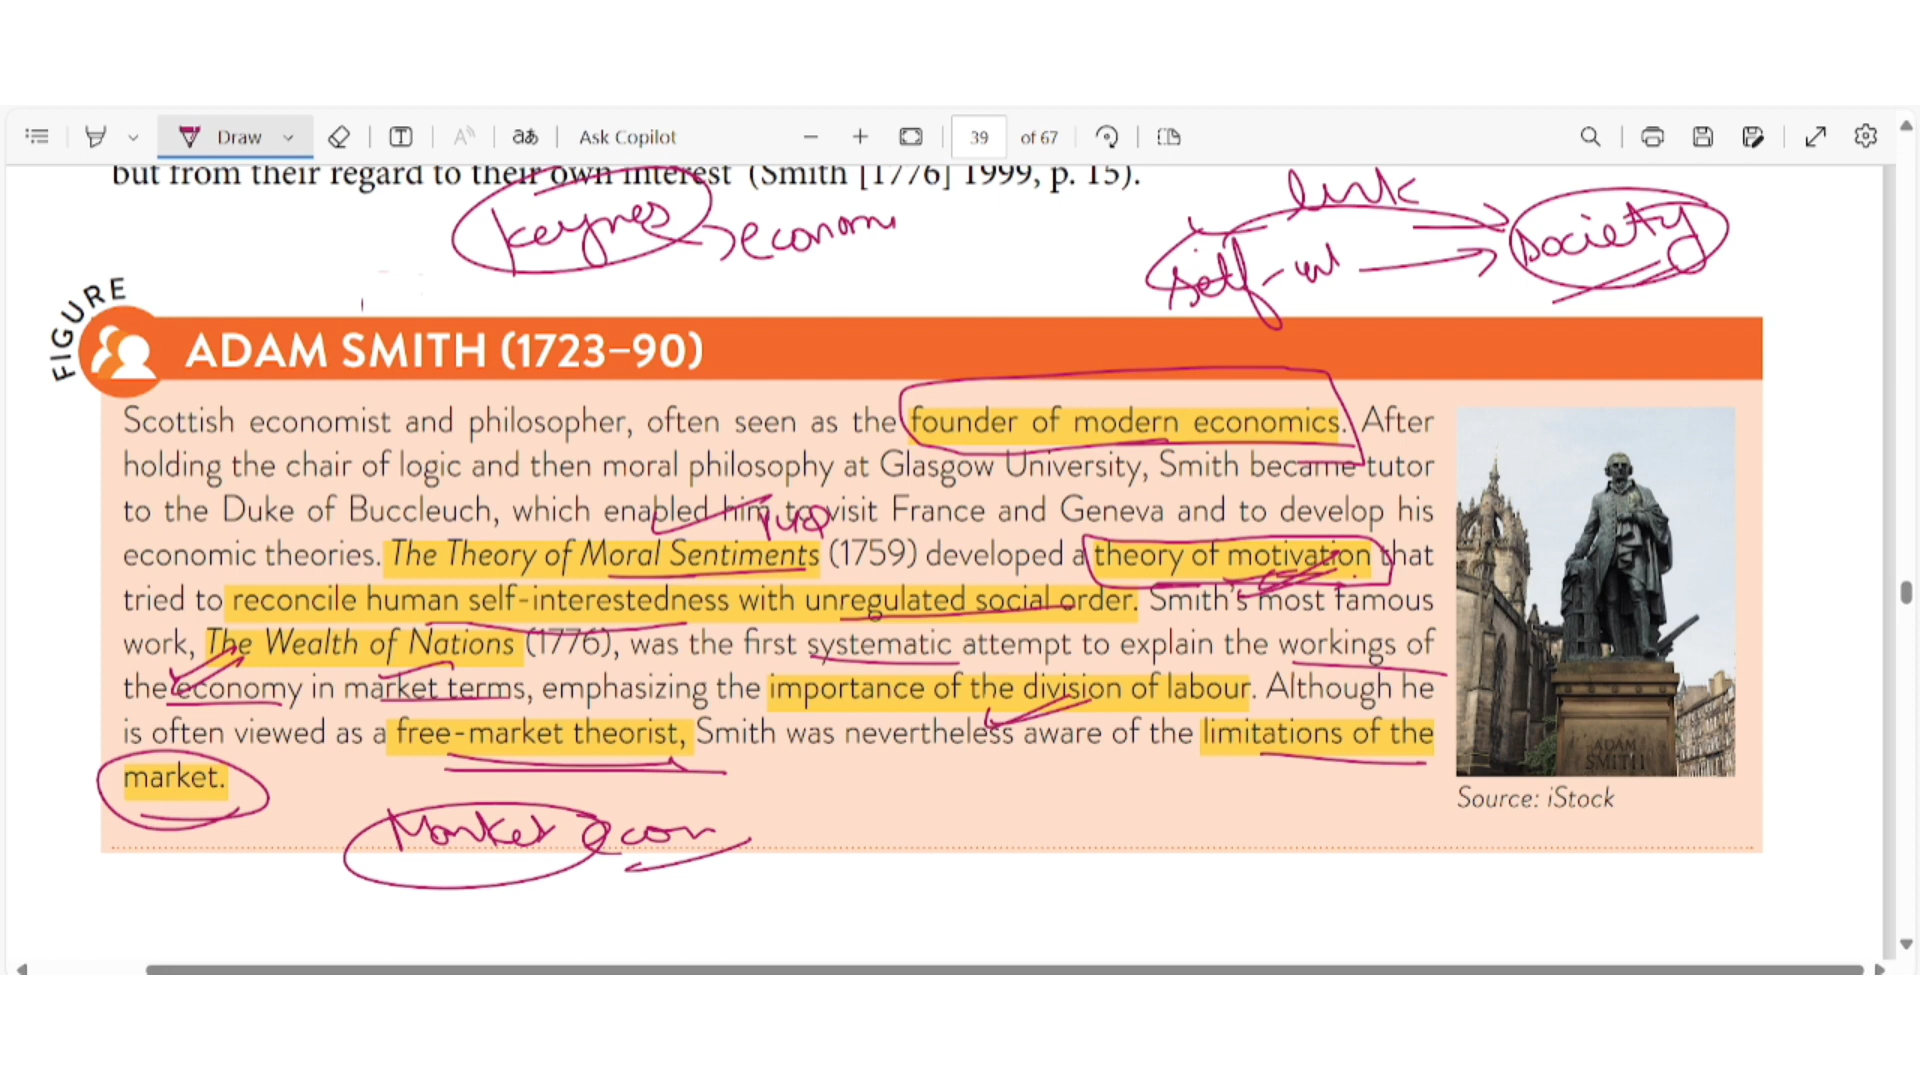 Draw
Ask Copilot
39 of 67
but from their regard to their own interest (Smith [1776] 1999, p. 15).
link
keynes
econom
self-int
society
FIGURE
ADAM SMITH (1723–90)
Scottish economist and philosopher, often seen as the founder of modern economics. After
holding the chair of logic and then moral philosophy at Glasgow University, Smith became tutor
to the Duke of Buccleuch, which enabled him to visit France and Geneva and to develop his
economic theories. The Theory of Moral Sentiments (1759) developed a theory of motivation that
tried to reconcile human self-interestedness with unregulated social order. Smith's most famous
work, The Wealth of Nations (1776), was the first systematic attempt to explain the workings of
the economy in market terms, emphasizing the importance of the division of labour. Although he
is often viewed as a free-market theorist, Smith was nevertheless aware of the limitations of the
market.
ADAM
SMITH
Source: iStock
Market econ